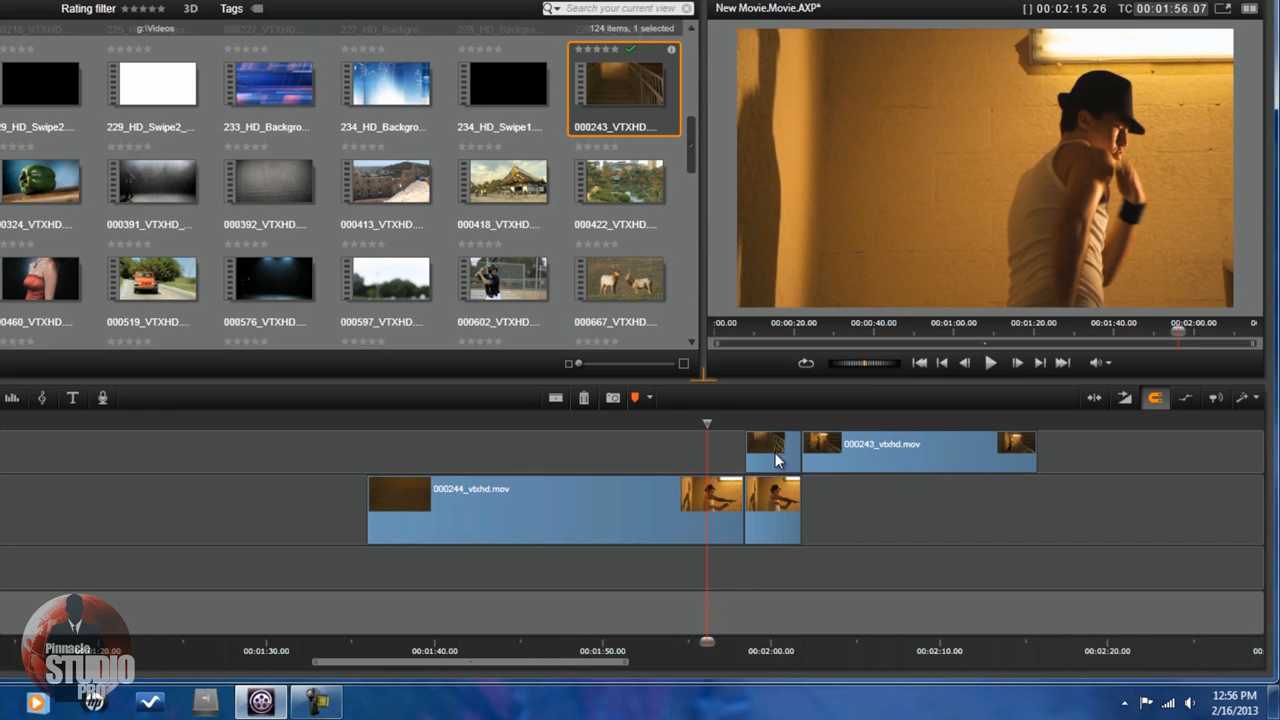 Rating filter 3D Tags Search your current view
New Movie.Movie.AXP* [ ] 00:02:15.26 TC 00:01:56.07
g:\Videos
124 items, 1 selected
229_HD_Swipe2_... 233_HD_Backgro... 234_HD_Backgro... 234_HD_Swipe1.... 000243_VTXHD....
000391_VTXHD_... 000392_VTXHD.... 000413_VTXHD.... 000418_VTXHD.... 000422_VTXHD....
000519_VTXHD.... 000576_VTXHD.... 000597_VTXHD.... 000602_VTXHD.... 000667_VTXHD....
:00.00 00:00:20.00 00:00:40.00 00:01:00.00 00:01:20.00 00:01:40.00 00:02:00.00
000243_vtxhd.mov
000244_vtxhd.mov
00:01:30.00 00:01:40.00 00:01:50.00 00:02:00.00 00:02:10.00 00:02:20.00
Pinnacle
STUDIO
Pro
hp
12:56 PM
2/16/2013